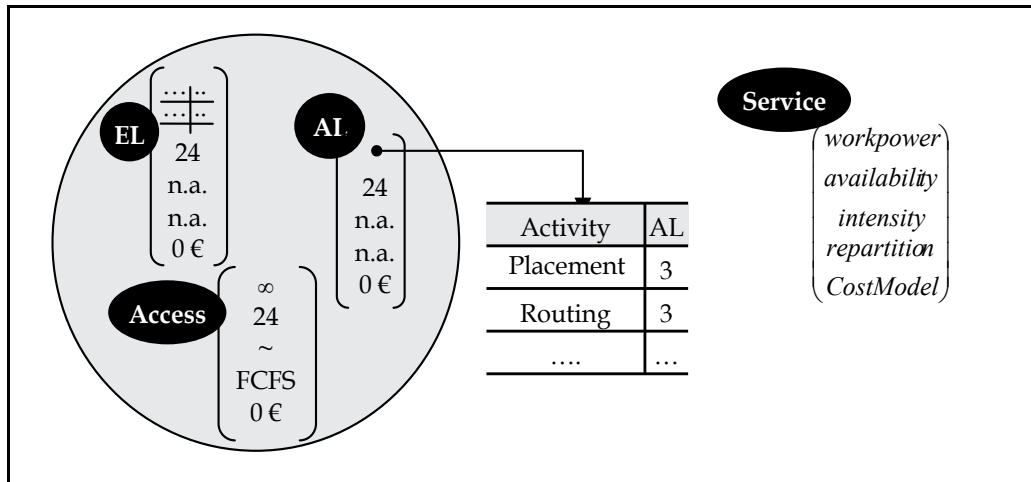 EL
…·|··
…·|··
24
n.a.
n.a.
0 €
AL
24
n.a.
n.a.
0 €
Access
∞
24
~
FCFS
0 €
Activity AL
Placement 3
Routing 3
…. …
Service
workpower
availability
intensity
repartition
CostModel